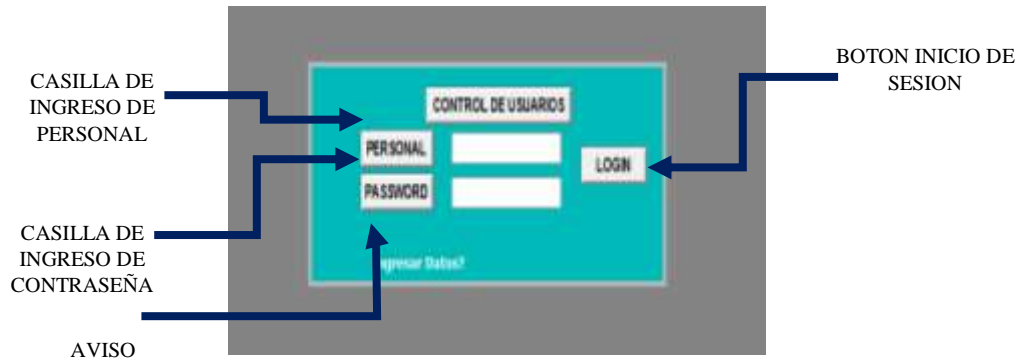 CASILLA DE
INGRESO DE
PERSONAL
CASILLA DE
INGRESO DE
CONTRASEÑA
AVISO
CONTROL DE USUARIOS
PERSONAL
PASSWORD
LOGIN
Datos?
BOTON INICIO DE
SESION